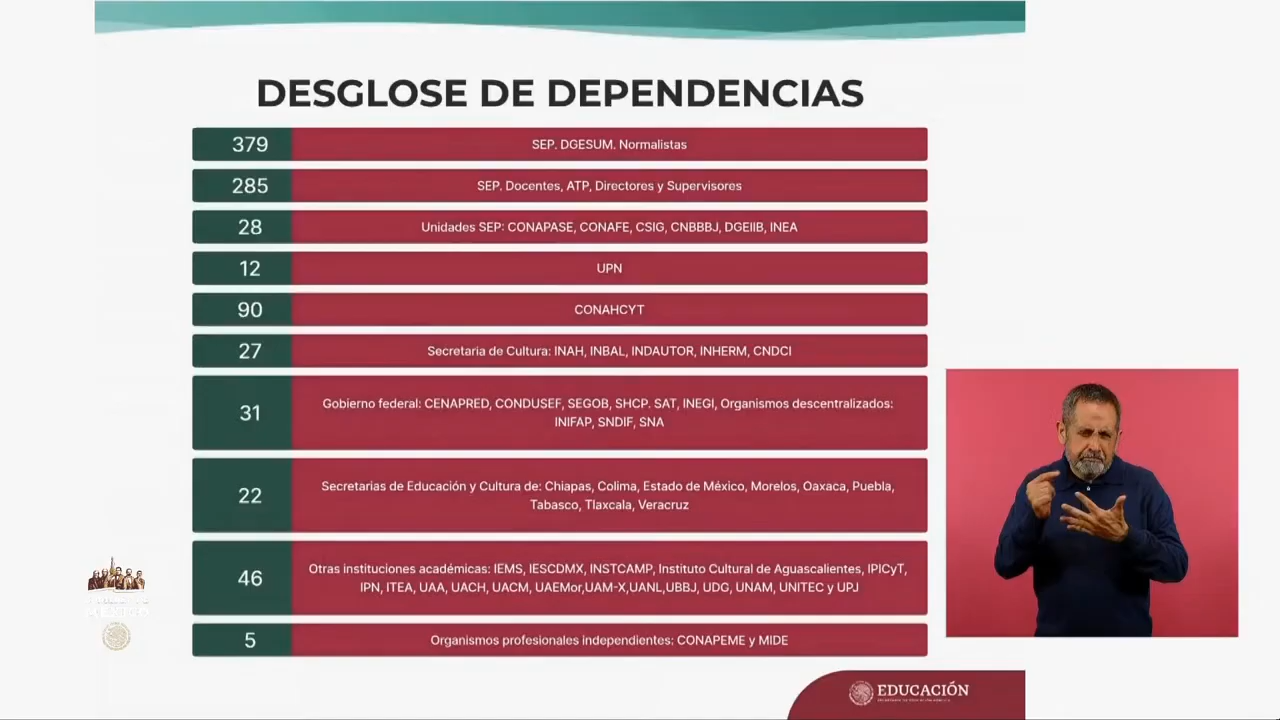 DESGLOSE DE DEPENDENCIAS
379
SEP. DGESUM. Normalistas
285
SEP. Docentes, ATP, Directores y Supervisores
28
Unidades SEP: CONAPASE, CONAFE, CSIG, CNBBBJ, DGEIIB, INEA
12
UPN
90
CONAHCYT
27
Secretaria de Cultura: INAH, INBAL, INDAUTOR, INHERM, CNDCI
31
Gobierno federal: CENAPRED, CONDUSEF, SEGOB, SHCP. SAT, INEGI, Organismos descentralizados:
INIFAP, SNDIF, SNA
22
Secretarias de Educación y Cultura de: Chiapas, Colima, Estado de México, Morelos, Oaxaca, Puebla,
Tabasco, Tlaxcala, Veracruz
46
Otras instituciones académicas: IEMS, IESCDMX, INSTCAMP, Instituto Cultural de Aguascalientes, IPICyT,
IPN, ITEA, UAA, UACH, UACM, UAEMor,UAM-X,UANL,UBBJ, UDG, UNAM, UNITEC y UPJ
5
Organismos profesionales independientes: CONAPEME y MIDE
EDUCACIÓN